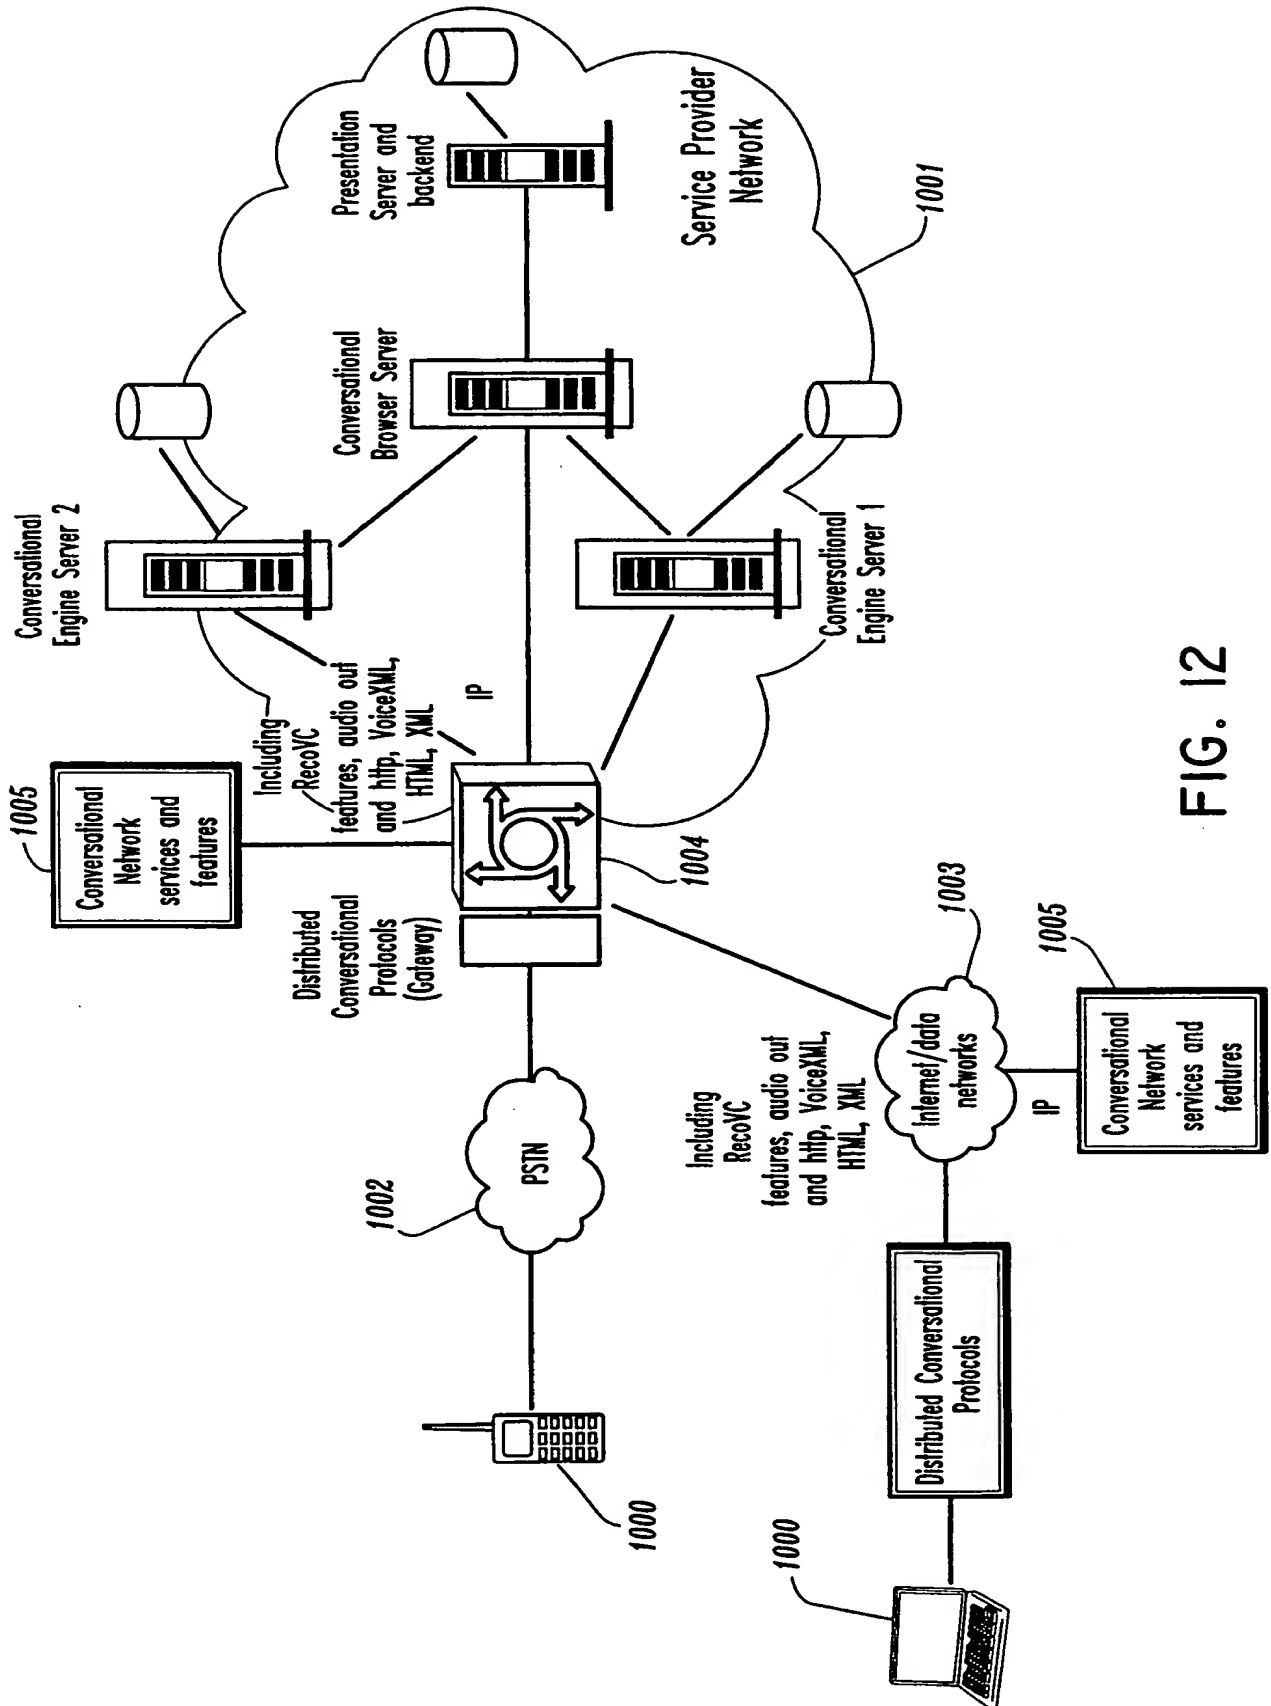 1005
Conversational
Network
services and
features
Conversational
Engine Server 2
Including
RecoVC
features, audio out
and http, VoiceXML,
HTML, XML
IP
Conversational
Browser Server
Presentation
Server and
backend
Service Provider
Network
1001
Conversational
Engine Server 1
1004
Distributed
Conversational
Protocols
(Gateway)
PSTN
1002
1000
1000
Distributed Conversational
Protocols
Including
RecoVC
features, audio out
and http, VoiceXML,
HTML, XML
Internet/data
networks
1003
IP
1005
Conversational
Network
services and
features
FIG. 12